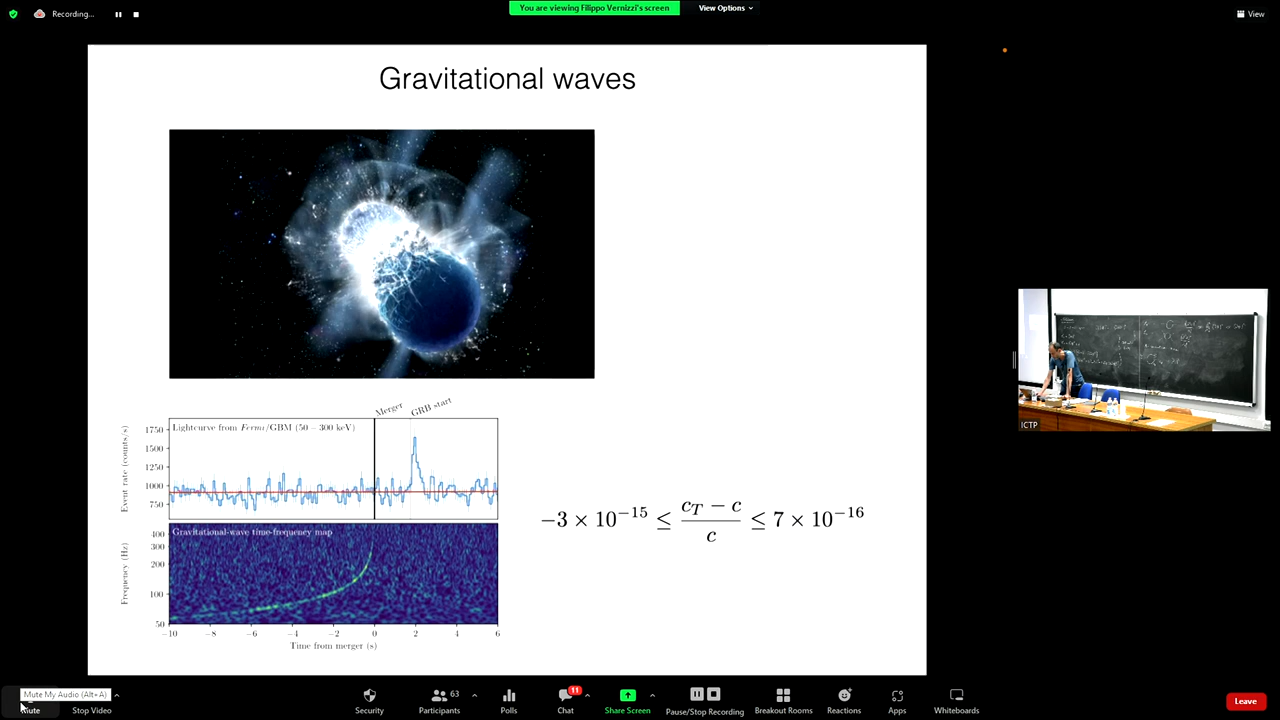 Recording...
You are viewing Filippo Vernizzi's screen
View Options
View
Gravitational waves
Merger
GRB start
Lightcurve from Fermi/GBM (50 – 300 keV)
Event rate (counts/s)
1750
1500
1250
1000
750
Gravitational-wave time-frequency map
Frequency (Hz)
400
300
200
100
50
−10 −8 −6 −4 −2 0 2 4 6
Time from merger (s)
−3 × 10⁻¹⁵ ≤ (c_T − c)/c ≤ 7 × 10⁻¹⁶
ICTP
Mute My Audio (Alt+A)
Mute
Stop Video
Security
63
Participants
Polls
11
Chat
Share Screen
Pause/Stop Recording
Breakout Rooms
Reactions
Apps
Whiteboards
Leave